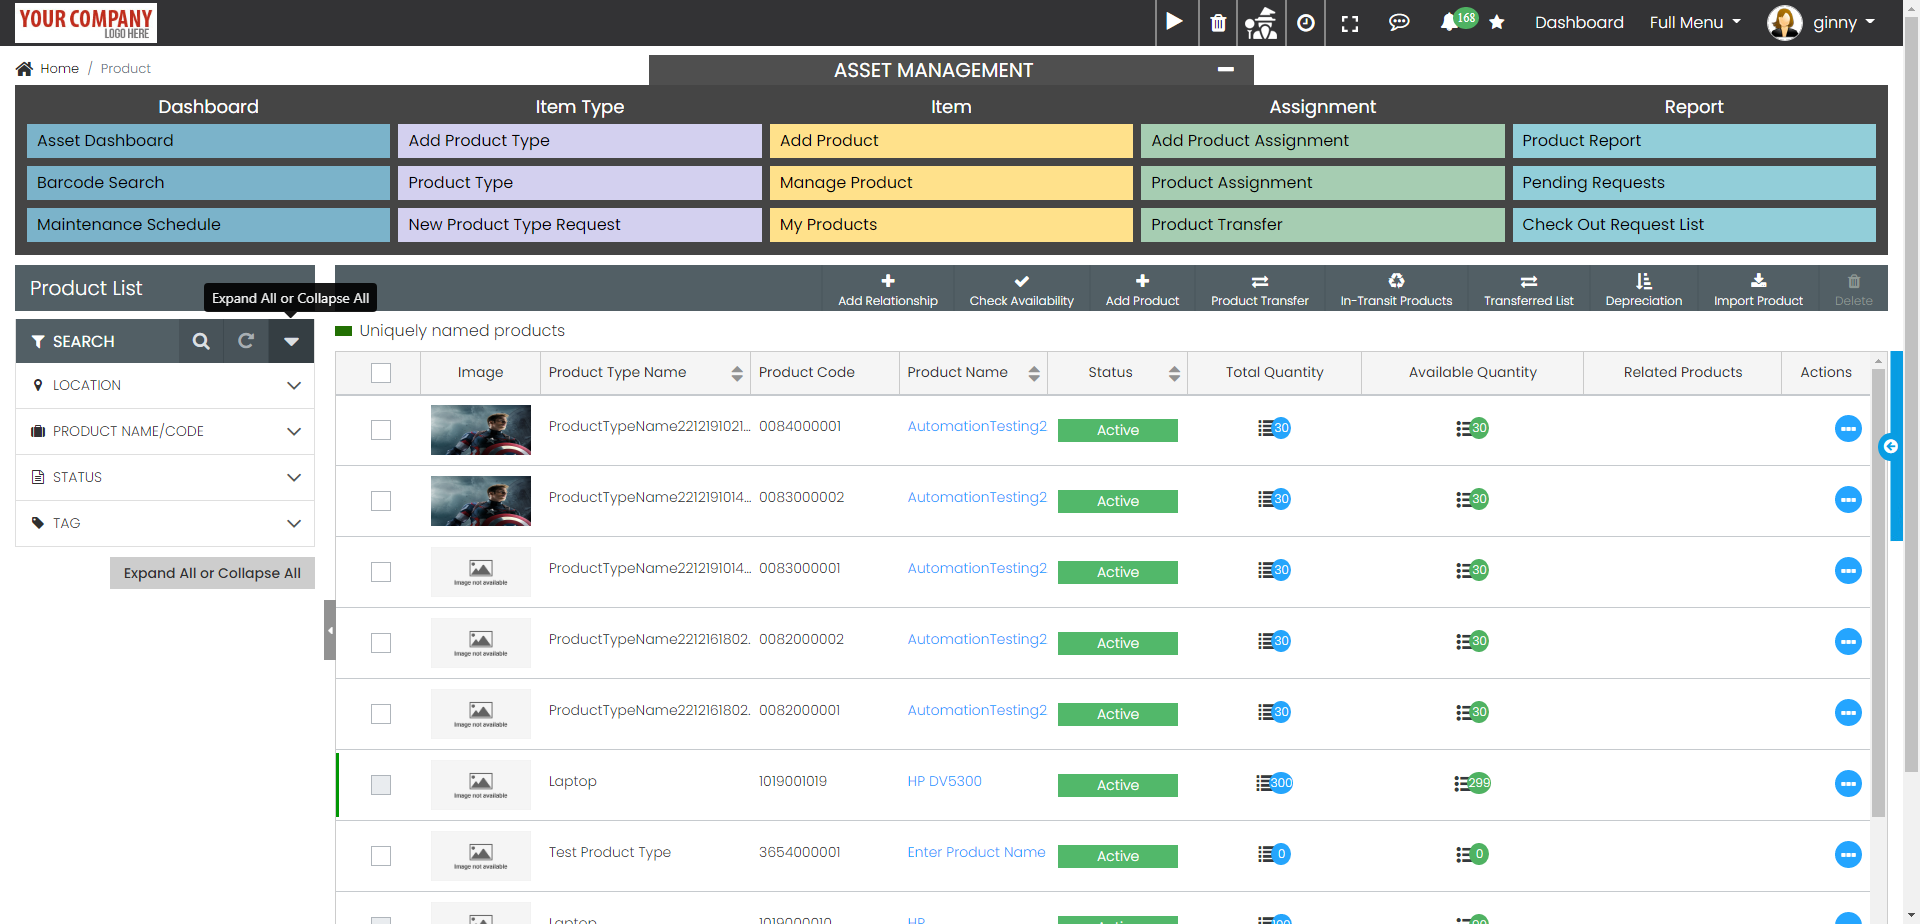 YOUR COMPANY
LOGO HERE
168
Dashboard
Full Menu
ginny
Home / Product
ASSET MANAGEMENT
Dashboard
Item Type
Item
Assignment
Report
Asset Dashboard
Add Product Type
Add Product
Add Product Assignment
Product Report
Barcode Search
Product Type
Manage Product
Product Assignment
Pending Requests
Maintenance Schedule
New Product Type Request
My Products
Product Transfer
Check Out Request List
Product List
Expand All or Collapse All
Add Relationship
Check Availability
Add Product
Product Transfer
In-Transit Products
Transferred List
Depreciation
Import Product
Delete
SEARCH
LOCATION
PRODUCT NAME/CODE
STATUS
TAG
Expand All or Collapse All
Uniquely named products
Image
Product Type Name
Product Code
Product Name
Status
Total Quantity
Available Quantity
Related Products
Actions
ProductTypeName2212191021...
0084000001
AutomationTesting2
Active
30
30
ProductTypeName2212191014...
0083000002
AutomationTesting2
Active
30
30
Image not available
ProductTypeName2212191014...
0083000001
AutomationTesting2
Active
30
30
Image not available
ProductTypeName2212161802.
0082000002
AutomationTesting2
Active
30
30
Image not available
ProductTypeName2212161802.
0082000001
AutomationTesting2
Active
30
30
Image not available
Laptop
1019001019
HP DV5300
Active
300
299
Image not available
Test Product Type
3654000001
Enter Product Name
Active
0
0
Laptop
1019000010
HP